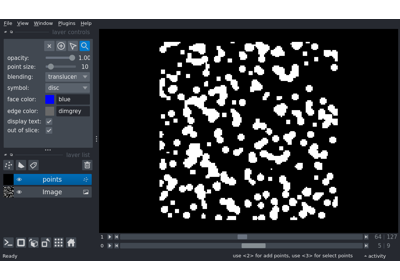 File View Window Plugins Help
layer controls
opacity: 1.00
point size: 10
blending: translucen
symbol: disc
face color: blue
edge color: dimgrey
display text:
out of slice:
layer list
points
Image
1 64 127
0 5 9
Ready use <2> for add points, use <3> for select points activity